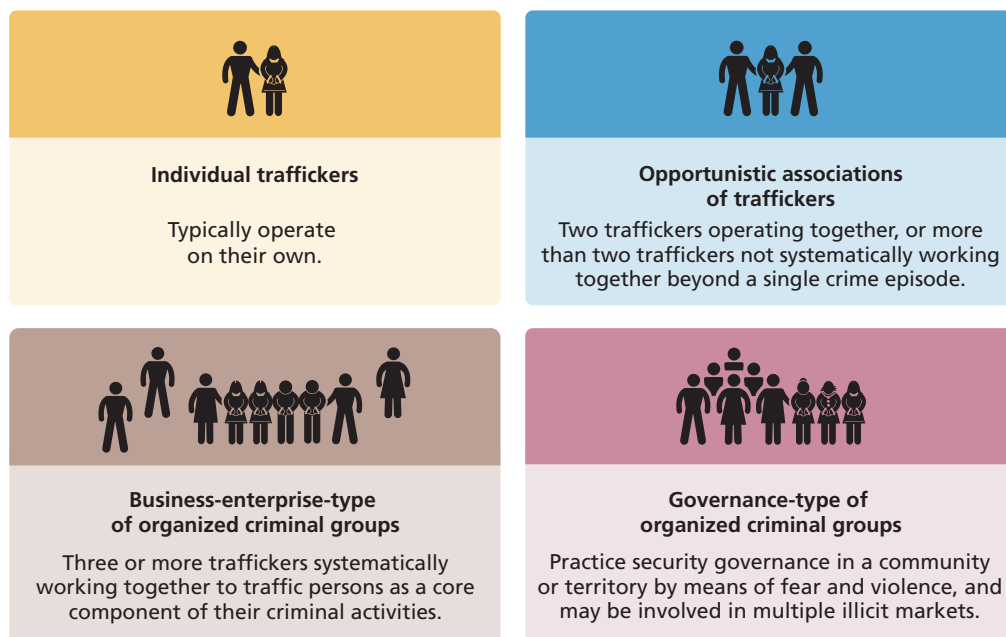 Individual traffickers
Typically operate
on their own.
Opportunistic associations
of traffickers
Two traffickers operating together, or more
than two traffickers not systematically working
together beyond a single crime episode.
Business-enterprise-type
of organized criminal groups
Three or more traffickers systematically
working together to traffic persons as a core
component of their criminal activities.
Governance-type of
organized criminal groups
Practice security governance in a community
or territory by means of fear and violence, and
may be involved in multiple illicit markets.